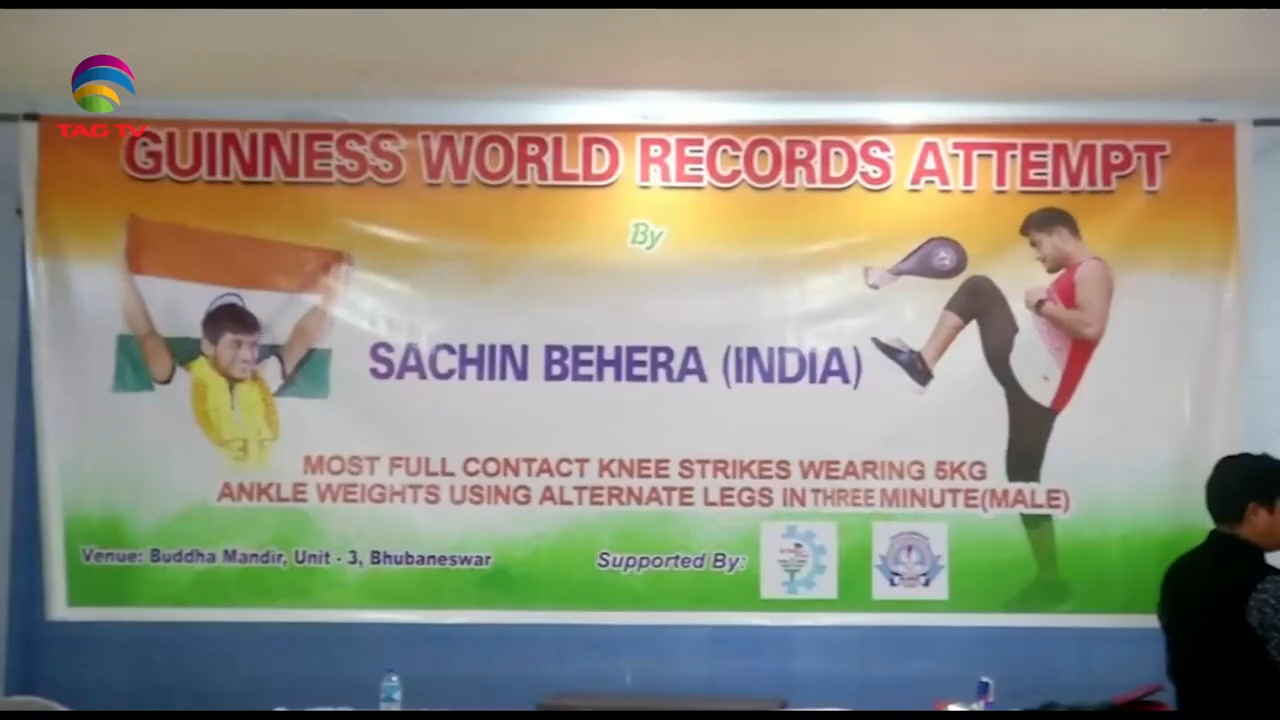 TAG TV
GUINNESS WORLD RECORDS ATTEMPT
By
SACHIN BEHERA (INDIA)
MOST FULL CONTACT KNEE STRIKES WEARING 5KG
ANKLE WEIGHTS USING ALTERNATE LEGS IN THREE MINUTE(MALE)
Venue: Buddha Mandir, Unit - 3, Bhubaneswar
Supported By: